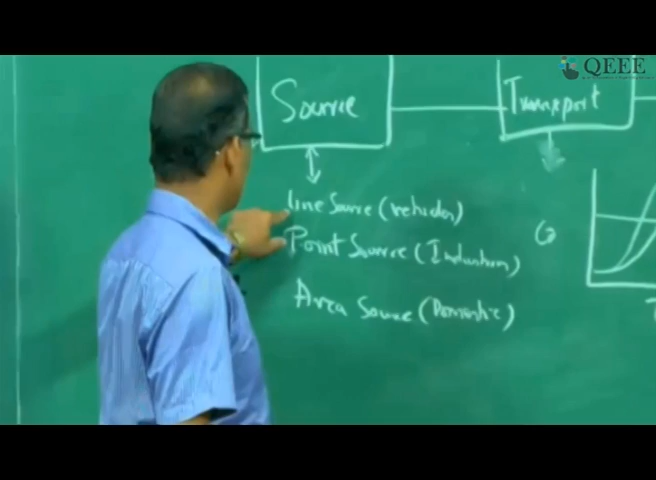 QEEE
Source
Transport
Line Source (vehicles)
Point Source (Industries)
Area Source (Domestic)
C